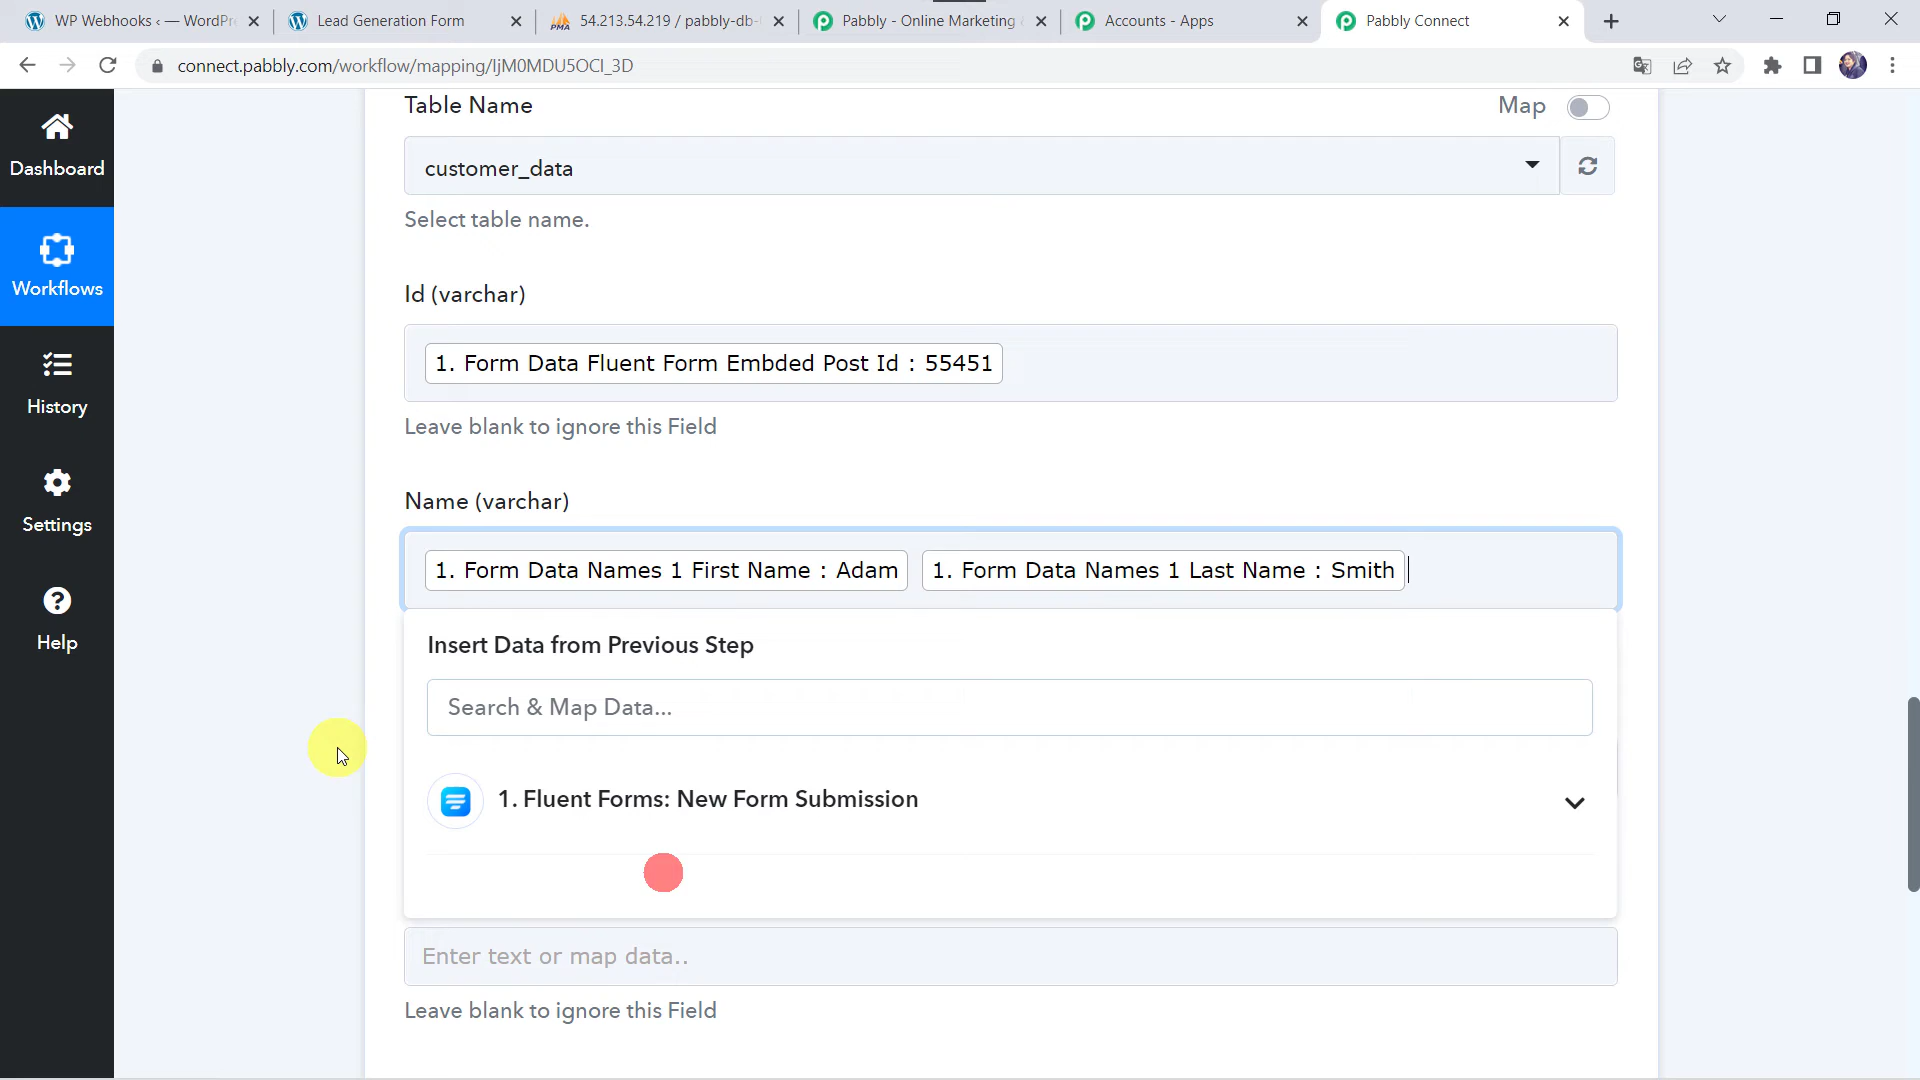 WP Webhooks ‹ — WordPr
Lead Generation Form
54.213.54.219 / pabbly-db-
Pabbly - Online Marketing
Accounts - Apps
Pabbly Connect
connect.pabbly.com/workflow/mapping/IjM0MDU5OCI_3D
Dashboard
Workflows
History
Settings
Help
Table Name
Map
customer_data
Select table name.
Id (varchar)
1. Form Data Fluent Form Embded Post Id : 55451
Leave blank to ignore this Field
Name (varchar)
1. Form Data Names 1 First Name : Adam
1. Form Data Names 1 Last Name : Smith
Insert Data from Previous Step
Search & Map Data...
1. Fluent Forms: New Form Submission
Enter text or map data..
Leave blank to ignore this Field